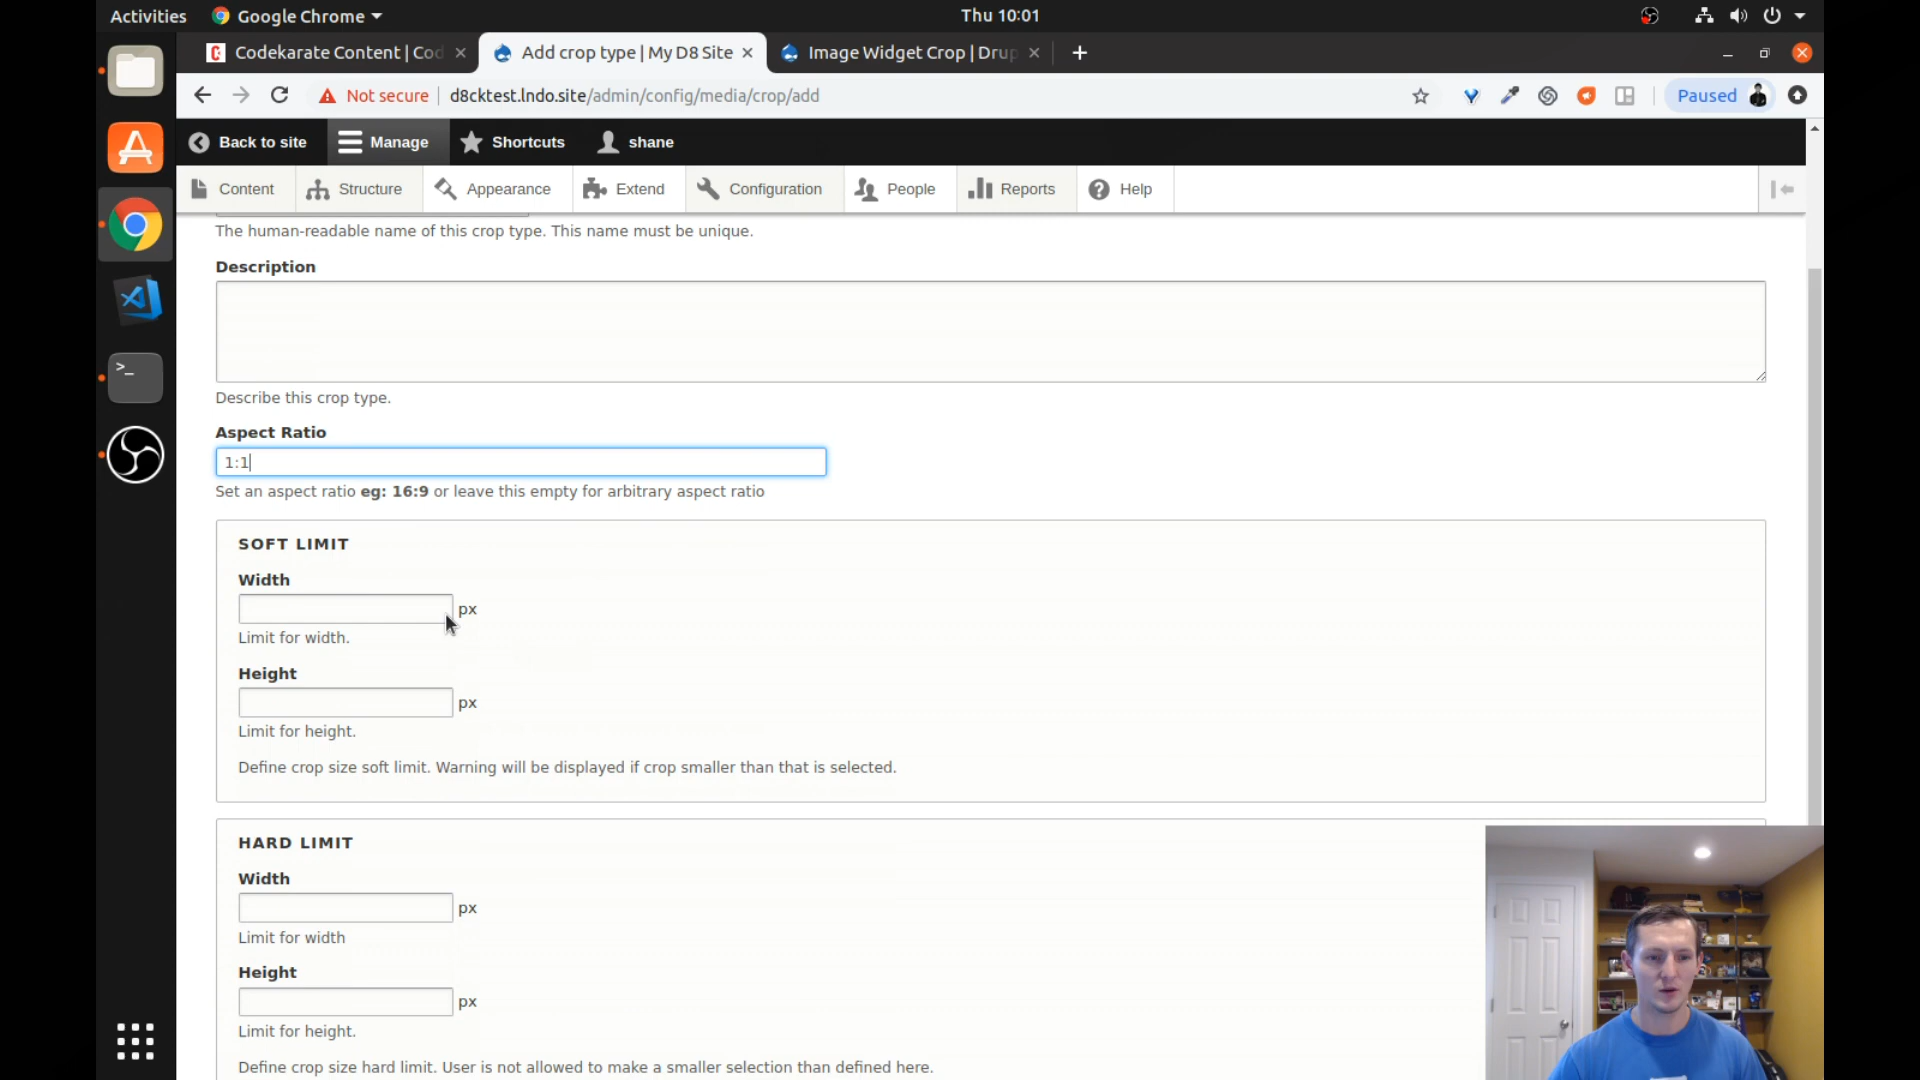 Activities
Google Chrome
Thu 10:01
Codekarate Content | Cod
Add crop type | My D8 Site
Image Widget Crop | Drup
Not secure
d8cktest.lndo.site/admin/config/media/crop/add
Paused
Back to site
Manage
Shortcuts
shane
Content
Structure
Appearance
Extend
Configuration
People
Reports
Help
The human-readable name of this crop type. This name must be unique.
Description
Describe this crop type.
Aspect Ratio
1:1
Set an aspect ratio eg: 16:9 or leave this empty for arbitrary aspect ratio
SOFT LIMIT
Width
px
Limit for width.
Height
px
Limit for height.
Define crop size soft limit. Warning will be displayed if crop smaller than that is selected.
HARD LIMIT
Width
px
Limit for width
Height
px
Limit for height.
Define crop size hard limit. User is not allowed to make a smaller selection than defined here.